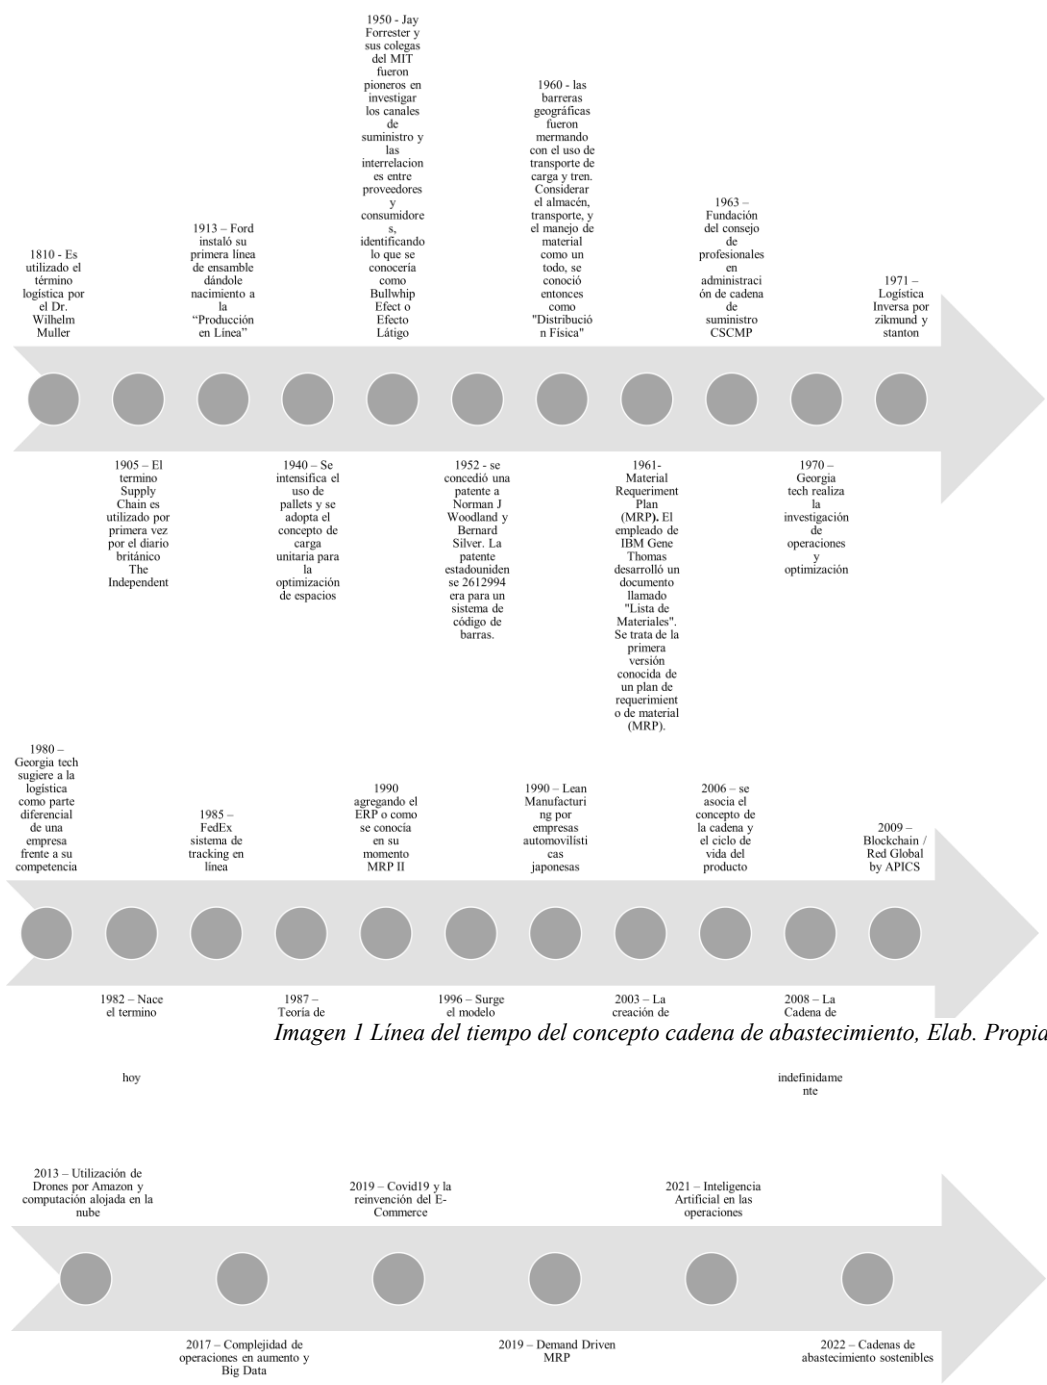 1950 - Jay
Forrester y
sus colegas
del MIT
fueron
pioneros en
investigar
los canales
de
suministro y
las
interrelacion
es entre
proveedores
y
consumidore
s,
identificando
lo que se
conocería
como
Bullwhip
Efect o
Efecto
Látigo
1960 - las
barreras
geográficas
fueron
mermando
con el uso de
transporte de
carga y tren.
Considerar
el almacén,
transporte, y
el manejo de
material
como un
todo, se
conoció
entonces
como
"Distribució
n Física"
1963 –
Fundación
del consejo
de
profesionales
en
administraci
ón de cadena
de
suministro
CSCMP
1913 – Ford
instaló su
primera línea
de ensamble
dándole
nacimiento a
la
“Producción
en Línea”
1810 - Es
utilizado el
término
logística por
el Dr.
Wilhelm
Muller
1971 –
Logística
Inversa por
zikmund y
stanton
1905 – El
termino
Supply
Chain es
utilizado por
primera vez
por el diario
británico
The
Independent
1940 – Se
intensifica el
uso de
pallets y se
adopta el
concepto de
carga
unitaria para
la
optimización
de espacios
1952 - se
concedió una
patente a
Norman J
Woodland y
Bernard
Silver. La
patente
estadouniden
se 2612994
era para un
sistema de
código de
barras.
1961-
Material
Requeriment
Plan
(MRP). El
empleado de
IBM Gene
Thomas
desarrolló un
documento
llamado
"Lista de
Materiales".
Se trata de la
primera
versión
conocida de
un plan de
requerimient
o de material
(MRP).
1970 –
Georgia
tech realiza
la
investigación
de
operaciones
y
optimización
1980 –
Georgia tech
sugiere a la
logística
como parte
diferencial
de una
empresa
frente a su
competencia
1985 –
FedEx
sistema de
tracking en
línea
1990
agregando el
ERP o como
se conocía
en su
momento
MRP II
1990 – Lean
Manufacturi
ng por
empresas
automovilísti
cas
japonesas
2006 – se
asocia el
concepto de
la cadena y
el ciclo de
vida del
producto
2009 –
Blockchain /
Red Global
by APICS
1982 – Nace
el termino
1987 –
Teoría de
1996 – Surge
el modelo
2003 – La
creación de
2008 – La
Cadena de
Imagen 1 Línea del tiempo del concepto cadena de abastecimiento, Elab. Propia
hoy
indefinidame
nte
2013 – Utilización de
Drones por Amazon y
computación alojada en la
nube
2019 – Covid19 y la
reinvención del E-
Commerce
2021 – Inteligencia
Artificial en las
operaciones
2017 – Complejidad de
operaciones en aumento y
Big Data
2019 – Demand Driven
MRP
2022 – Cadenas de
abastecimiento sostenibles